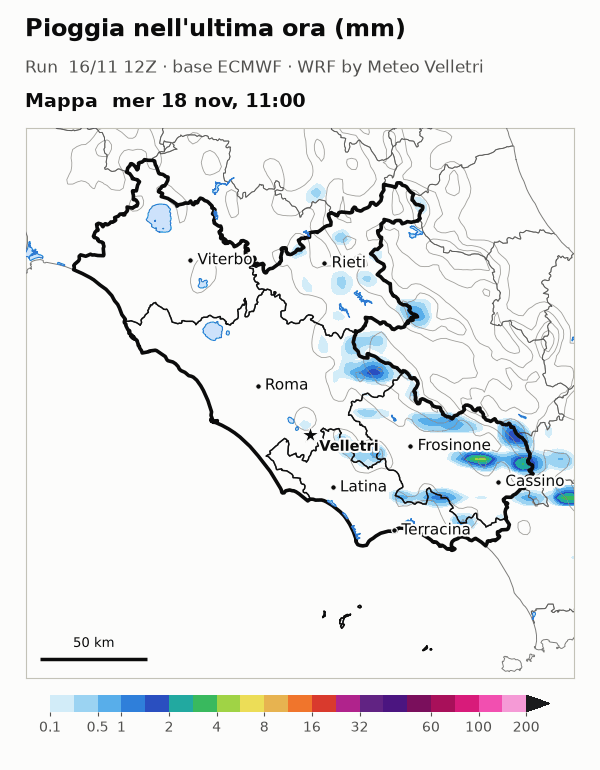 Pioggia nell'ultima ora (mm)
Run  16/11 12Z · base ECMWF · WRF by Meteo Velletri
Mappa  mer 18 nov, 11:00
Viterbo
Rieti
Roma
Velletri
Frosinone
Latina
Cassino
Terracina
50 km
0.1 0.5 1 2 4 8 16 32 60 100 200